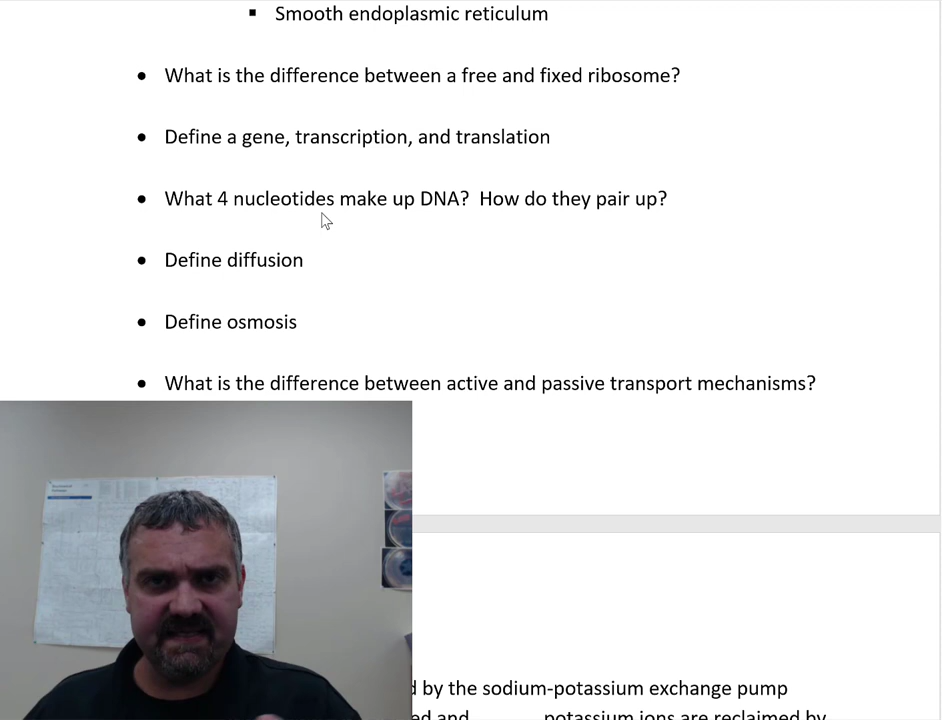 ▪ Smooth endoplasmic reticulum
• What is the difference between a free and fixed ribosome?
• Define a gene, transcription, and translation
• What 4 nucleotides make up DNA?  How do they pair up?
• Define diffusion
• Define osmosis
• What is the difference between active and passive transport mechanisms?
by the sodium-potassium exchange pump
and ______ potassium ions are reclaimed by